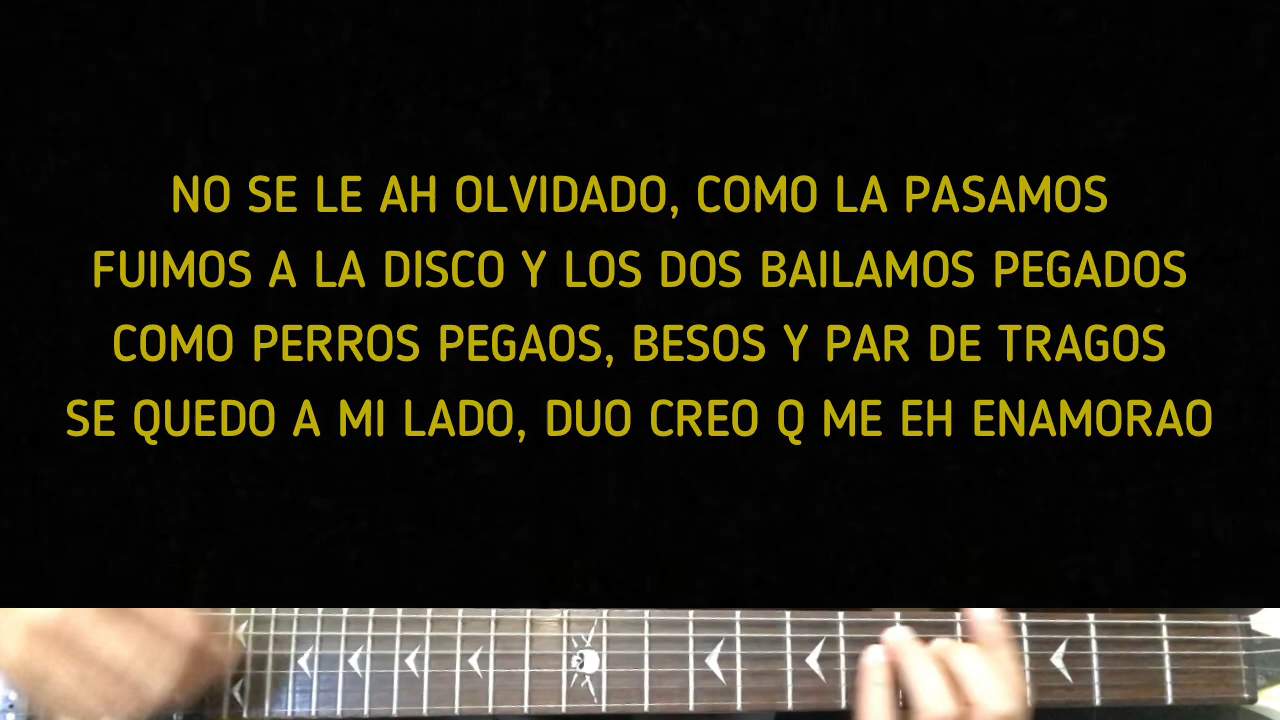 NO SE LE AH OLVIDADO, COMO LA PASAMOS
FUIMOS A LA DISCO Y LOS DOS BAILAMOS PEGADOS
COMO PERROS PEGAOS, BESOS Y PAR DE TRAGOS
SE QUEDO A MI LADO, DUO CREO Q ME EH ENAMORAO